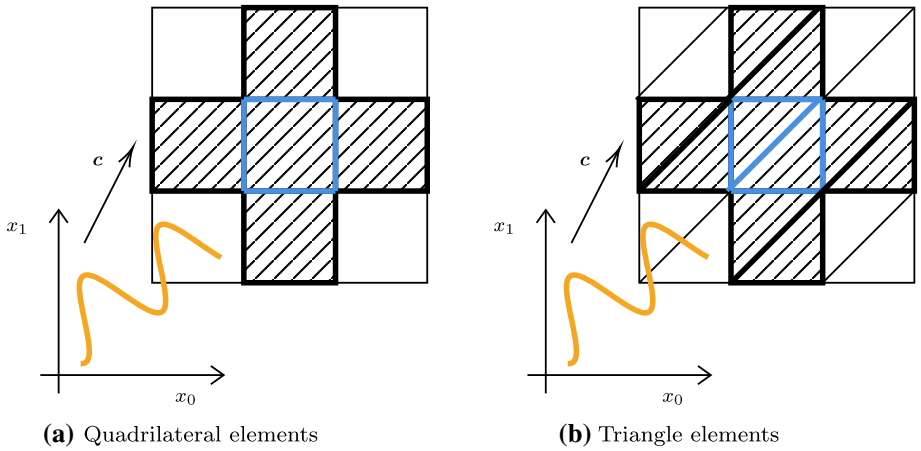 c
x₁
x₀
(a) Quadrilateral elements
c
x₁
x₀
(b) Triangle elements